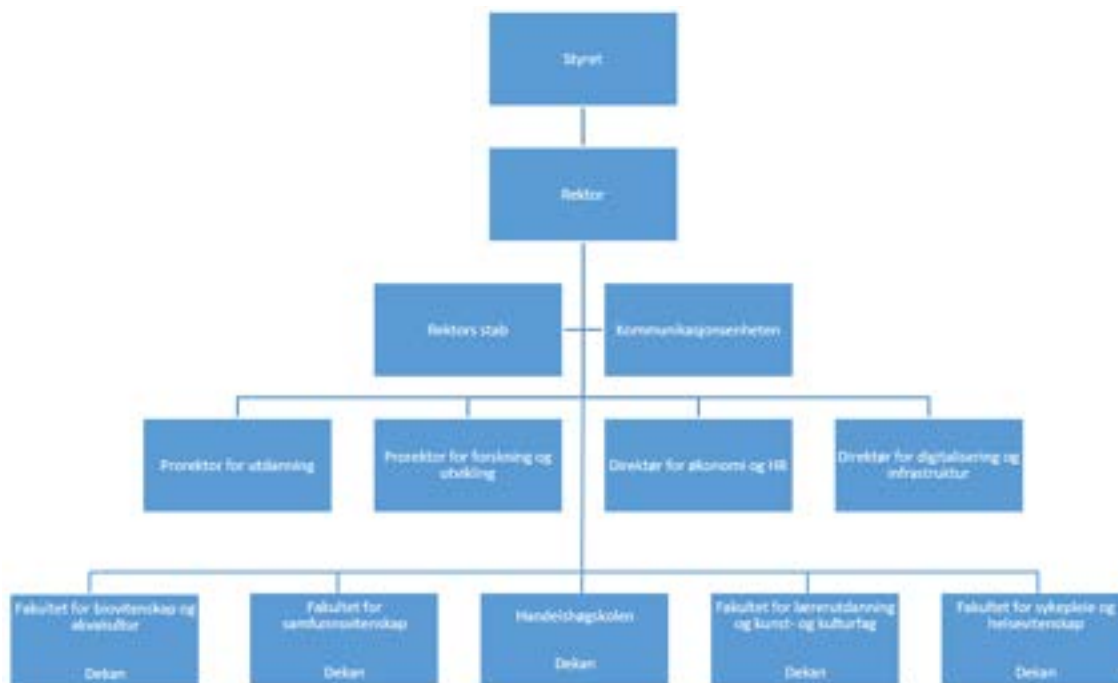 Styret
Rektor
Rektors stab
Kommunikasjonsenheten
Prorektor for utdanning
Prorektor for forskning og
utvikling
Direktør for økonomi og HR
Direktør for digitalisering og
infrastruktur
Fakultet for biovitenskap og
akvakultur
Dekan
Fakultet for
samfunnsvitenskap
Dekan
Handelshøgskolen
Dekan
Fakultet for lærerutdanning
og kunst- og kulturfag
Dekan
Fakultet for sykepleie og
helsevitenskap
Dekan